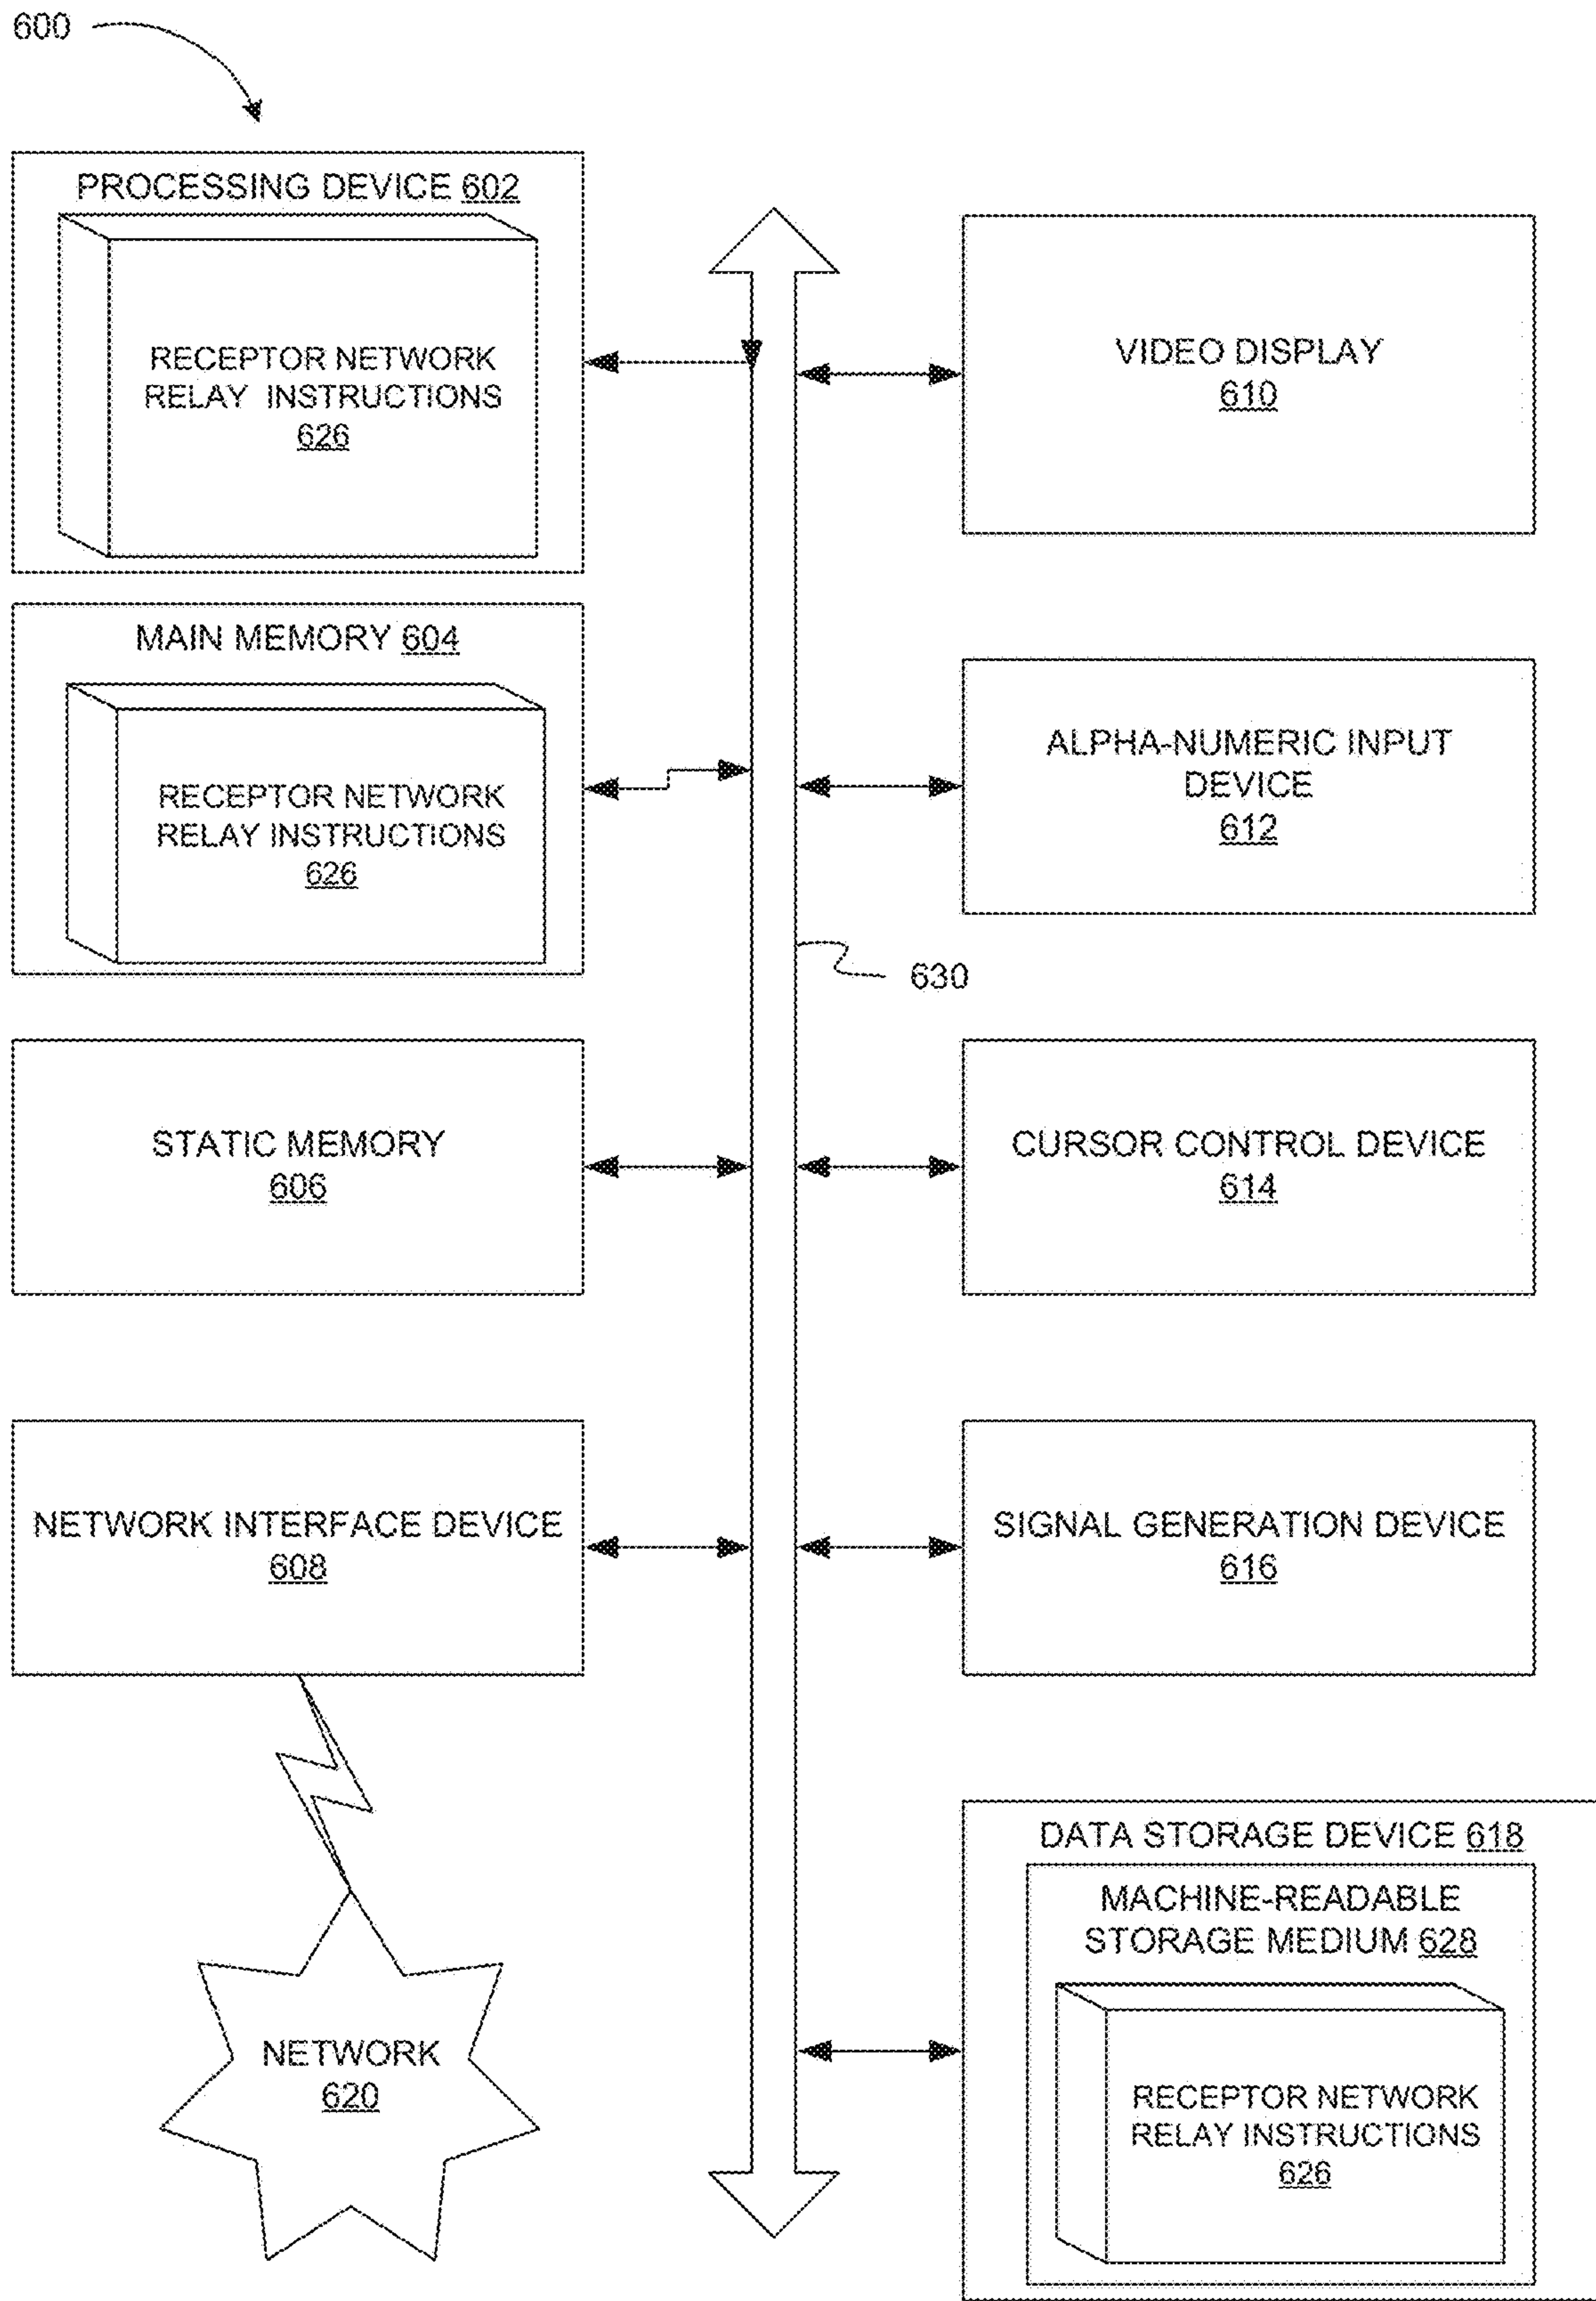 600
PROCESSING DEVICE 602
RECEPTOR NETWORK
RELAY INSTRUCTIONS
626
MAIN MEMORY 604
RECEPTOR NETWORK
RELAY INSTRUCTIONS
626
STATIC MEMORY
606
NETWORK INTERFACE DEVICE
608
NETWORK
620
630
VIDEO DISPLAY
610
ALPHA-NUMERIC INPUT
DEVICE
612
CURSOR CONTROL DEVICE
614
SIGNAL GENERATION DEVICE
616
DATA STORAGE DEVICE 618
MACHINE-READABLE
STORAGE MEDIUM 628
RECEPTOR NETWORK
RELAY INSTRUCTIONS
626